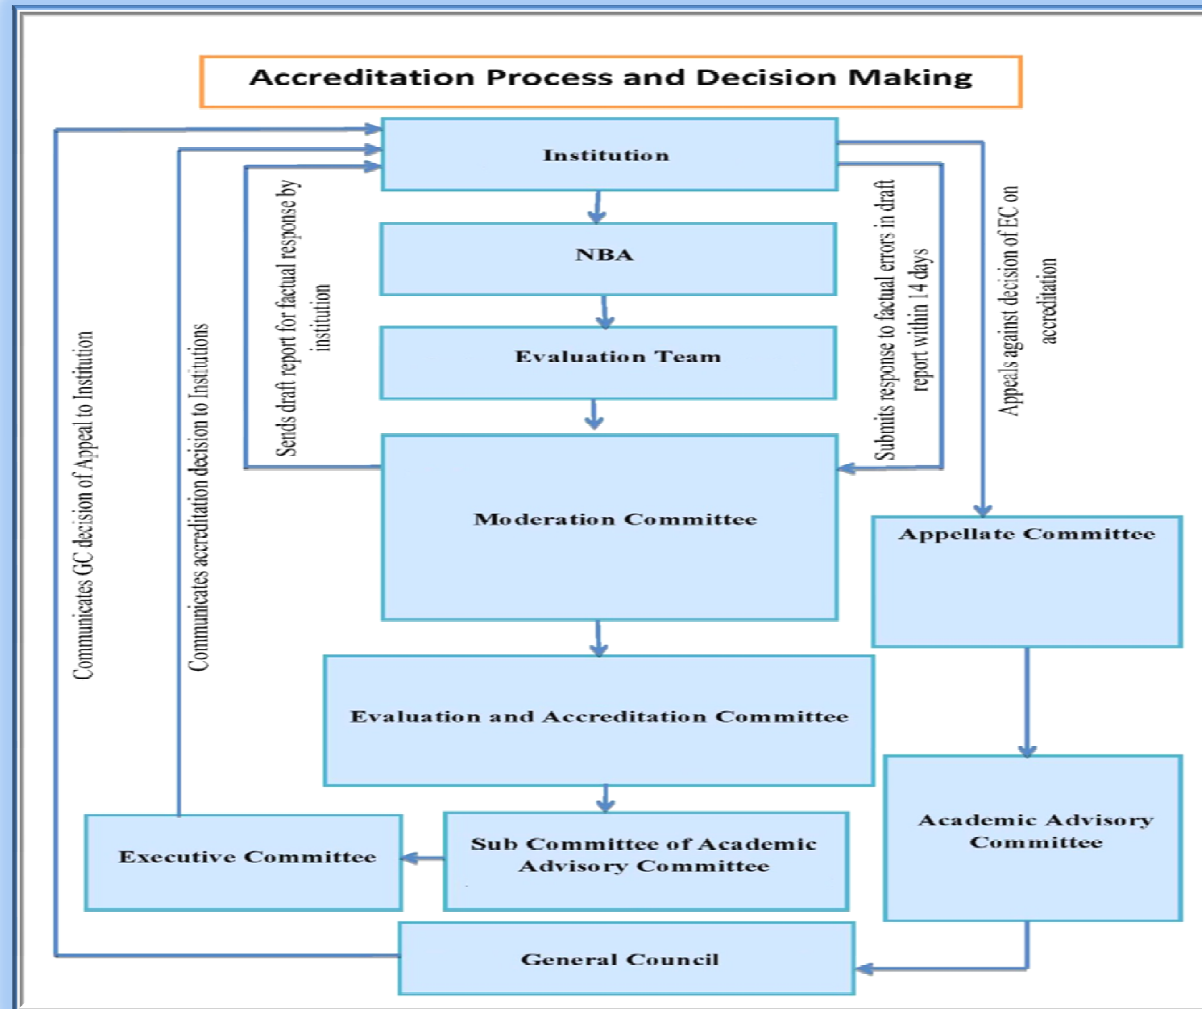 Accreditation Process and Decision Making
Institution
NBA
Evaluation Team
Moderation Committee
Evaluation and Accreditation Committee
Sub Committee of Academic
Advisory Committee
Executive Committee
General Council
Appellate Committee
Academic Advisory
Committee
Communicates GC decision of Appeal to Institution
Communicates accreditation decision to Institutions
Sends draft report for factual response by
institution
Submits response to factual errors in draft
report within 14 days
Appeals against decision of EC on
accreditation